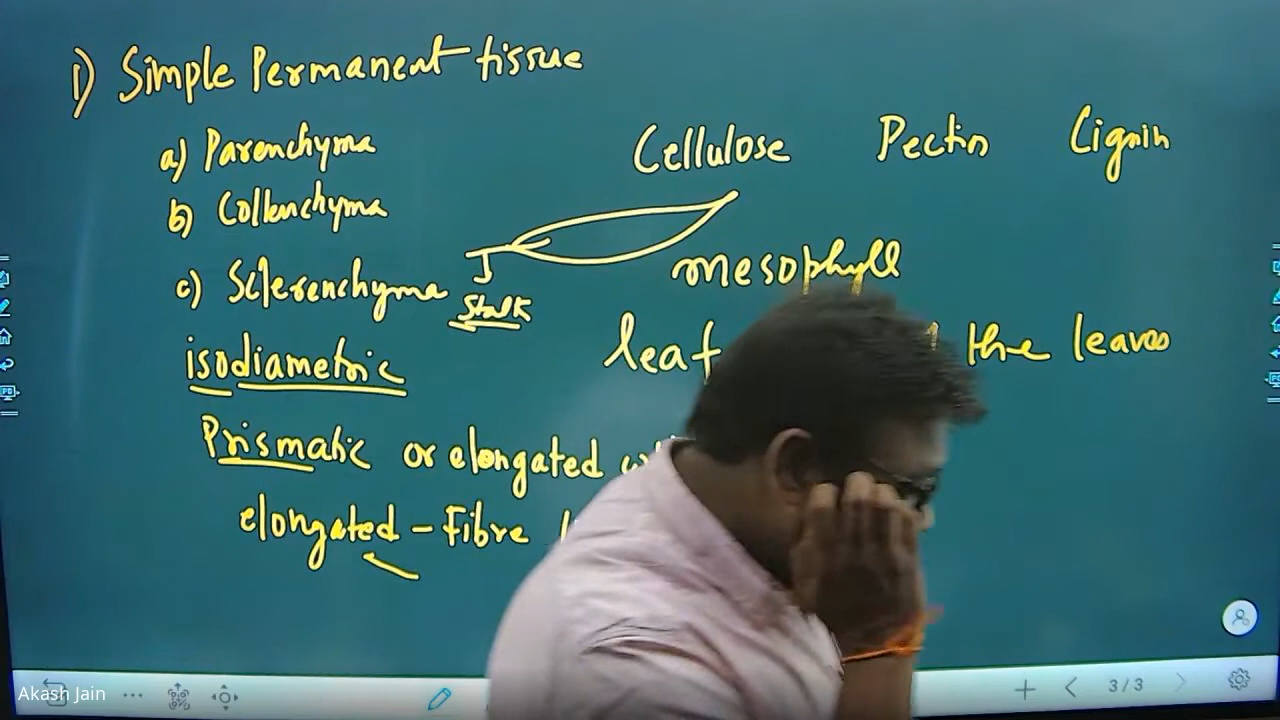 1) Simple Permanent tissue
a) Parenchyma
Cellulose Pectin Lignin
b) Collenchyma
c) Sclerenchyma
Stalk
mesophyll
isodiametric
leaf the leaves
Prismatic or elongated
elongated - Fibre
Akash Jain
3/3